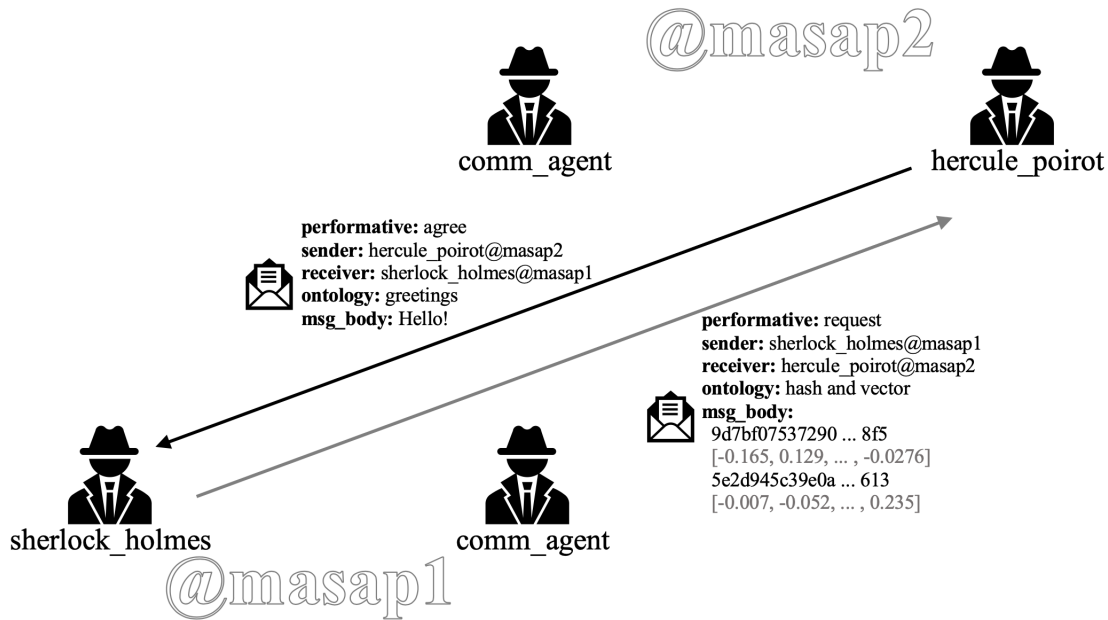 @masap2
comm_agent
hercule_poirot
performative: agree
sender: hercule_poirot@masap2
receiver: sherlock_holmes@masap1
ontology: greetings
msg_body: Hello!
performative: request
sender: sherlock_holmes@masap1
receiver: hercule_poirot@masap2
ontology: hash and vector
msg_body:
9d7bf07537290 ... 8f5
[-0.165, 0.129, ... , -0.0276]
5e2d945c39e0a ... 613
[-0.007, -0.052, ... , 0.235]
sherlock_holmes
comm_agent
@masap1